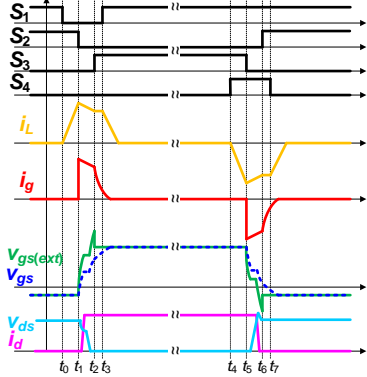 S1
S2
S3
S4
iL
ig
vgs(ext)
vgs
vds
id
t0 t1 t2 t3 t4 t5 t6 t7